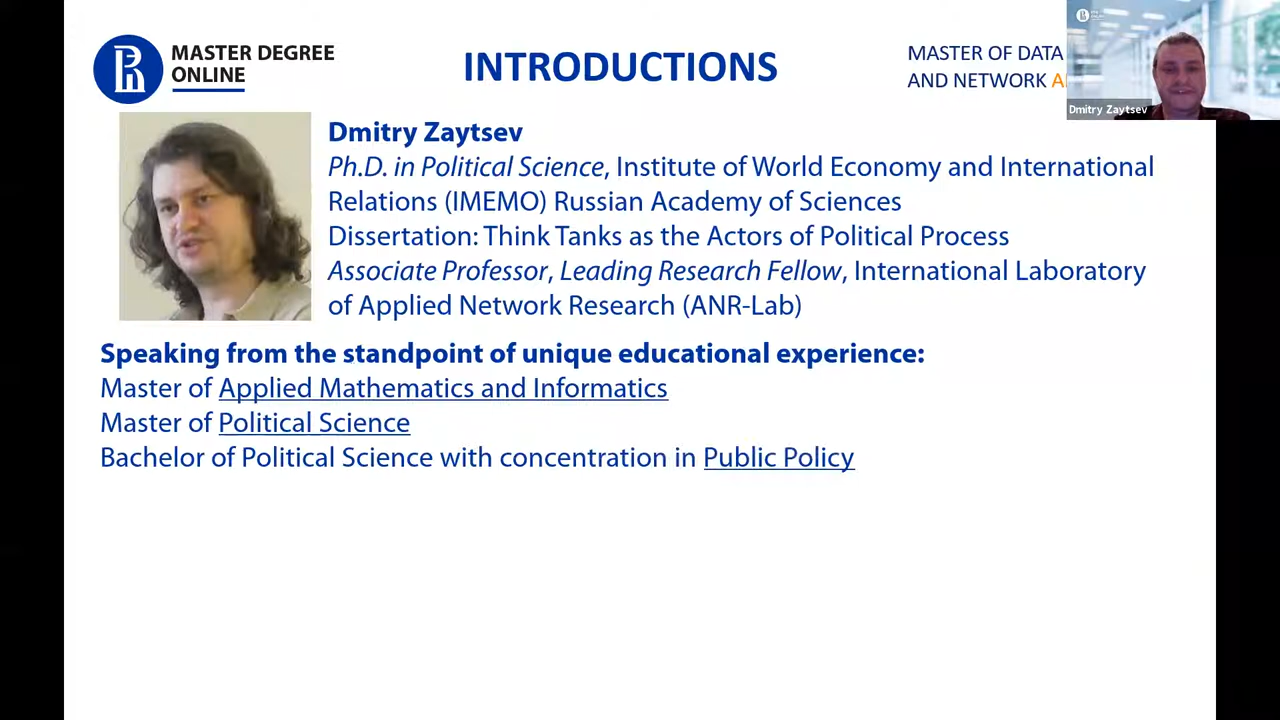 MASTER DEGREE
ONLINE
INTRODUCTIONS
MASTER OF DATA
AND NETWORK A
Dmitry Zaytsev
Dmitry Zaytsev
Ph.D. in Political Science, Institute of World Economy and International
Relations (IMEMO) Russian Academy of Sciences
Dissertation: Think Tanks as the Actors of Political Process
Associate Professor, Leading Research Fellow, International Laboratory
of Applied Network Research (ANR-Lab)
Speaking from the standpoint of unique educational experience:
Master of Applied Mathematics and Informatics
Master of Political Science
Bachelor of Political Science with concentration in Public Policy